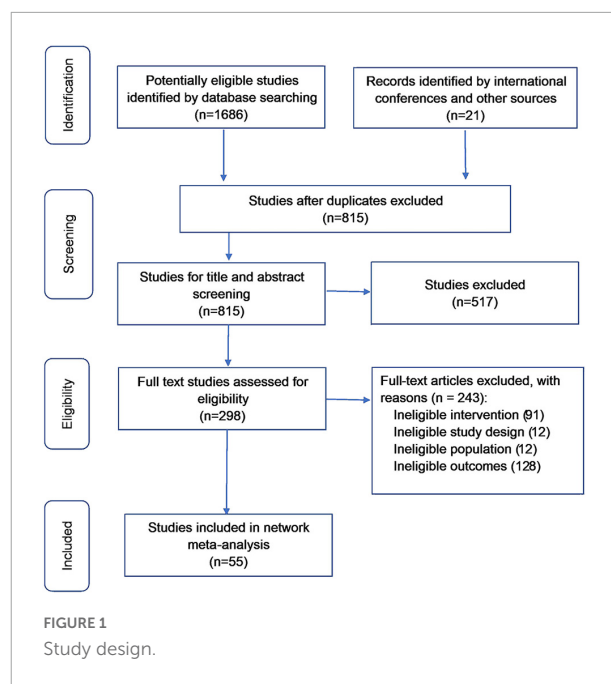 Identification
Potentially eligible studies
identified by database searching
(n=1686)
Records identified by international
conferences and other sources
(n=21)
Studies after duplicates excluded
(n=815)
Screening
Studies for title and abstract
screening
(n=815)
Studies excluded
(n=517)
Eligibility
Full text studies assessed for
eligibility
(n=298)
Full-text articles excluded, with
reasons (n = 243):
Ineligible intervention (91)
Ineligible study design (12)
Ineligible population (12)
Ineligible outcomes (128)
Included
Studies included in network
meta-analysis
(n=55)
FIGURE 1
Study design.